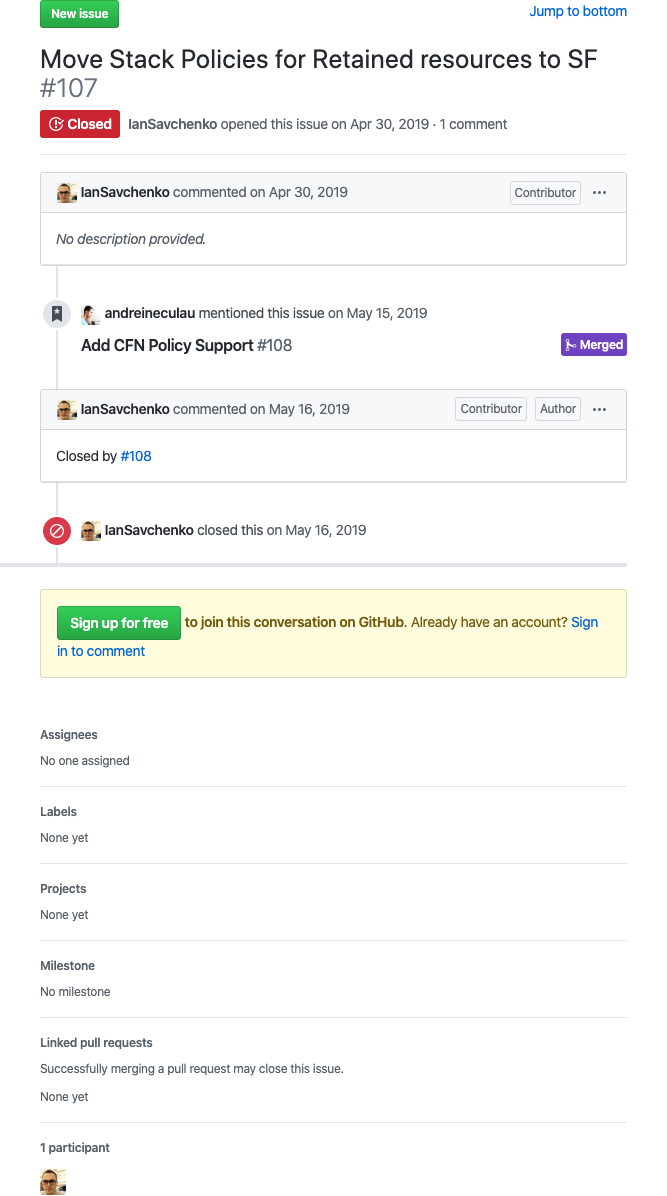 New issue
Jump to bottom
Move Stack Policies for Retained resources to SF
#107
Closed
IanSavchenko opened this issue on Apr 30, 2019 · 1 comment
IanSavchenko commented on Apr 30, 2019
Contributor
No description provided.
andreineculau mentioned this issue on May 15, 2019
Add CFN Policy Support #108
Merged
IanSavchenko commented on May 16, 2019
Contributor
Author
Closed by #108
IanSavchenko closed this on May 16, 2019
Sign up for free to join this conversation on GitHub. Already have an account? Sign
in to comment
Assignees
No one assigned
Labels
None yet
Projects
None yet
Milestone
No milestone
Linked pull requests
Successfully merging a pull request may close this issue.
None yet
1 participant